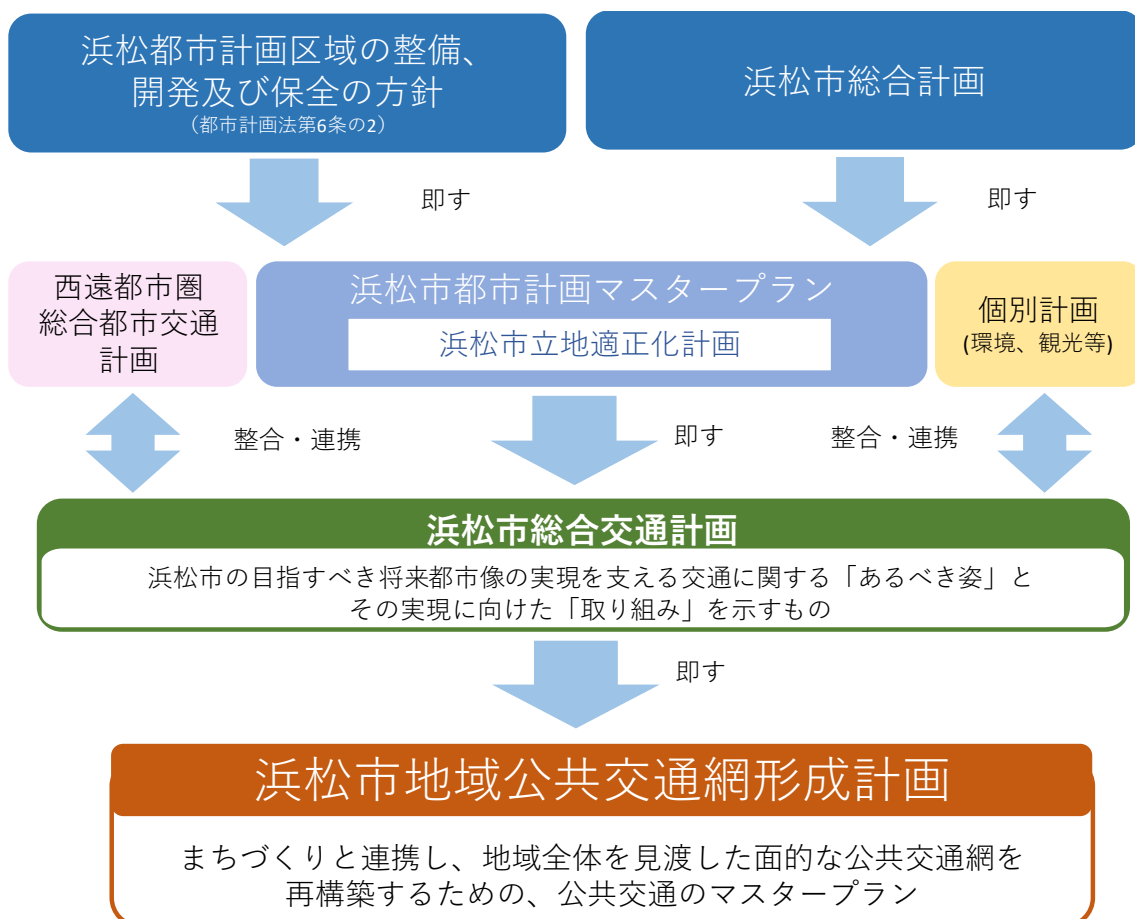 浜松都市計画区域の整備、
開発及び保全の方針
(都市計画法第6条の2)
浜松市総合計画
即す
即す
西遠都市圏
総合都市交通
計画
浜松市都市計画マスタープラン
浜松市立地適正化計画
個別計画
(環境、観光等)
整合・連携
即す
整合・連携
浜松市総合交通計画
浜松市の目指すべき将来都市像の実現を支える交通に関する「あるべき姿」と
その実現に向けた「取り組み」を示すもの
即す
浜松市地域公共交通網形成計画
まちづくりと連携し、地域全体を見渡した面的な公共交通網を
再構築するための、公共交通のマスタープラン